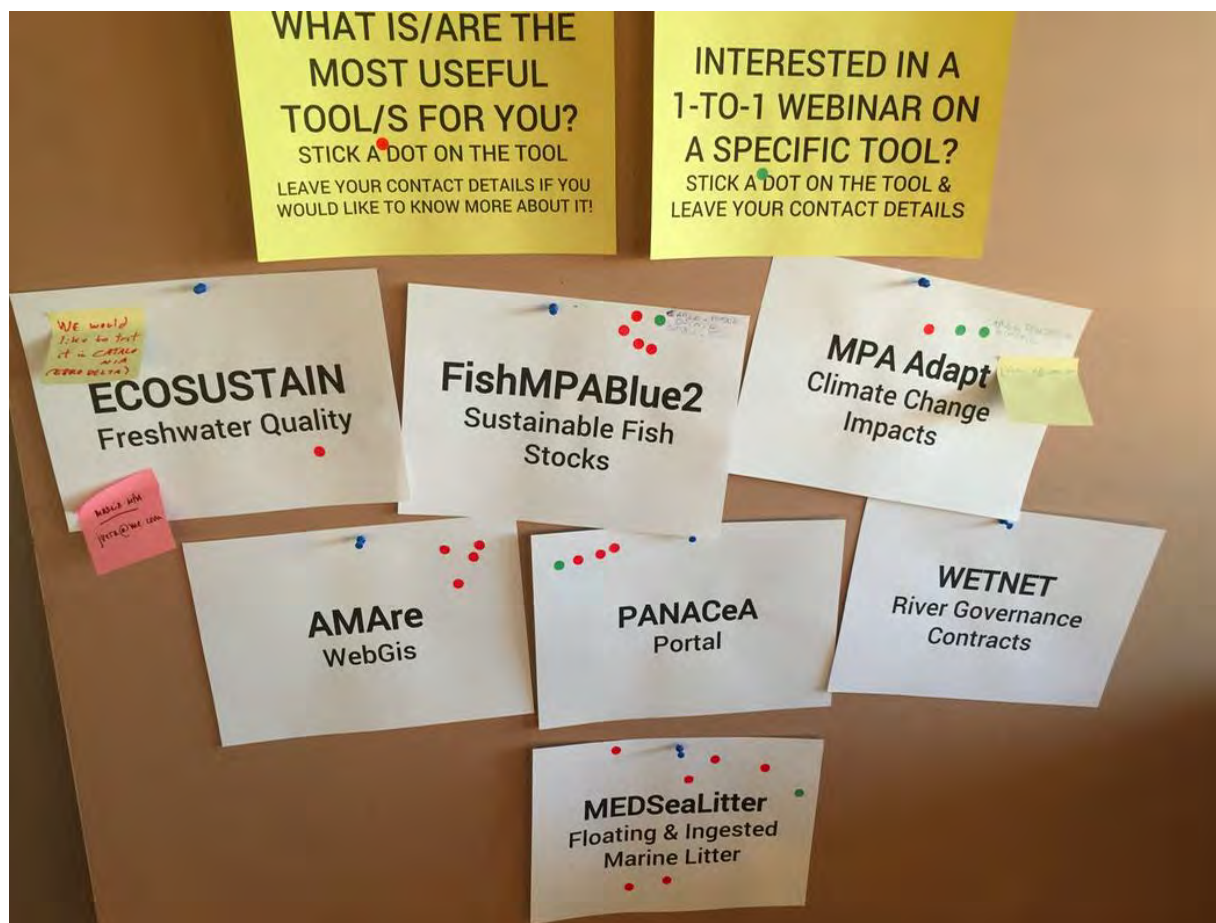 WHAT IS/ARE THE
MOST USEFUL
TOOL/S FOR YOU?
STICK A DOT ON THE TOOL
LEAVE YOUR CONTACT DETAILS IF YOU
WOULD LIKE TO KNOW MORE ABOUT IT!
INTERESTED IN A
1-TO-1 WEBINAR ON
A SPECIFIC TOOL?
STICK A DOT ON THE TOOL &
LEAVE YOUR CONTACT DETAILS
WE would
like to test
it in CATALO
NIA
(EBRO DELTA)
ECOSUSTAIN
Freshwater Quality
FishMPABlue2
Sustainable Fish
Stocks
MPA Adapt
Climate Change
Impacts
AMAre
WebGis
PANACeA
Portal
WETNET
River Governance
Contracts
MEDSeaLitter
Floating & Ingested
Marine Litter